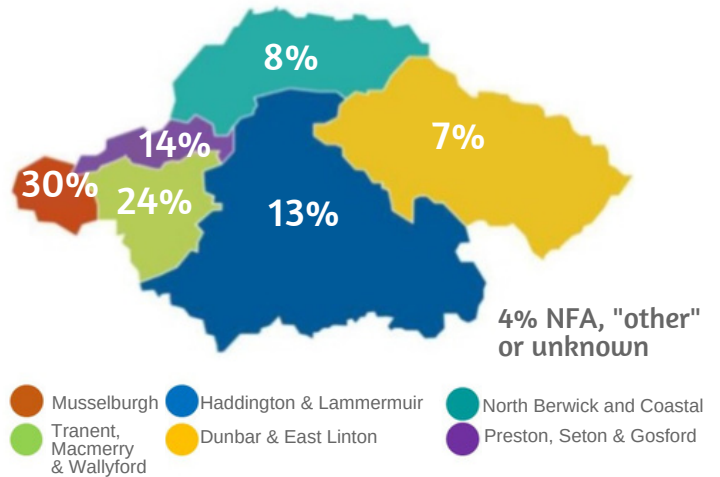 8%
7%
14%
30%
24%
13%
4% NFA, "other"
or unknown
Musselburgh
Haddington & Lammermuir
North Berwick and Coastal
Tranent,
Macmerry
& Wallyford
Dunbar & East Linton
Preston, Seton & Gosford